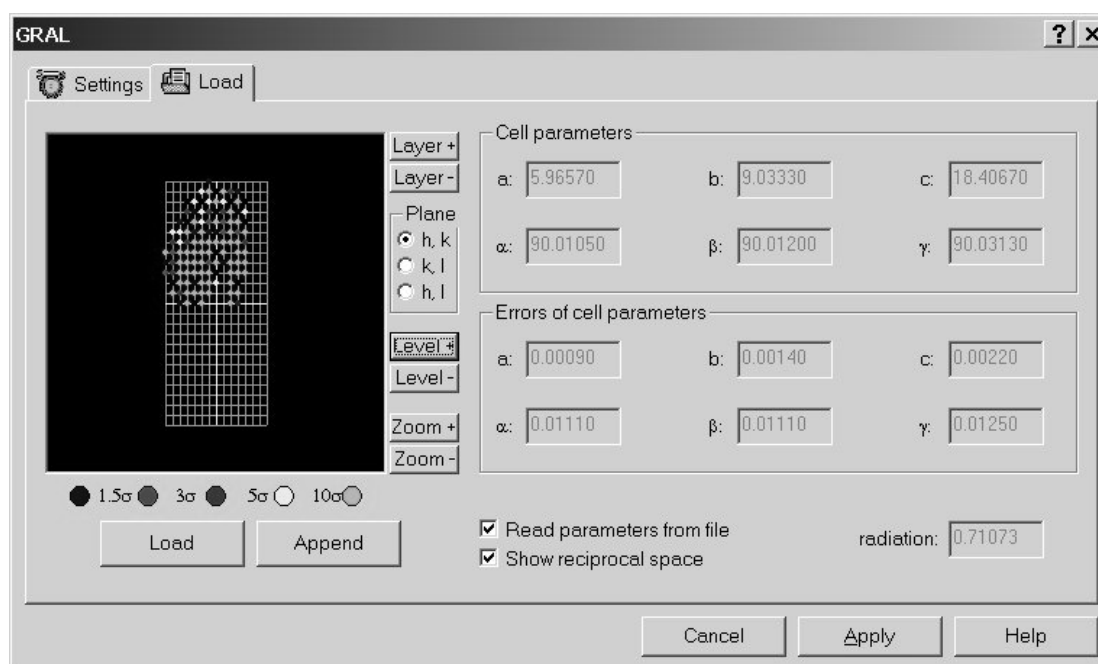 GRAL
Settings Load
Layer +
Layer -
Plane
h, k
k, l
h, l
Level +
Level -
Zoom +
Zoom -
1.5σ 3σ 5σ 10σ
Load Append
Cell parameters
a: 5.96570 b: 9.03330 c: 18.40670
α: 90.01050 β: 90.01200 γ: 90.03130
Errors of cell parameters
a: 0.00090 b: 0.00140 c: 0.00220
α: 0.01110 β: 0.01110 γ: 0.01250
Read parameters from file
Show reciprocal space
radiation: 0.71073
Cancel Apply Help